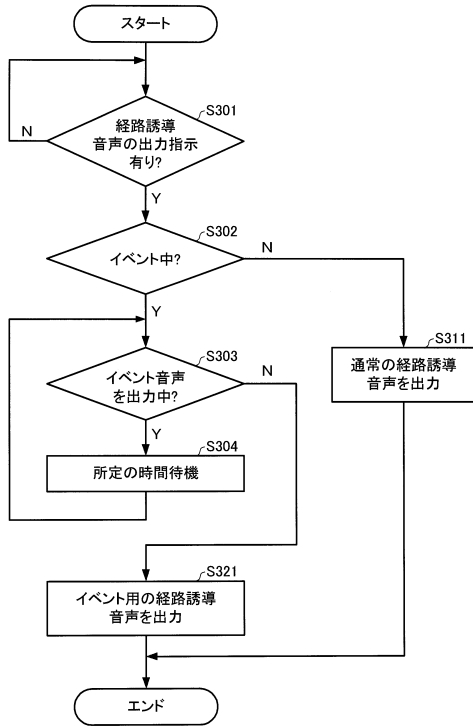 スタート
S301
経路誘導
音声の出力指示
有り?
N
Y
S302
イベント中?
N
Y
S303
イベント音声
を出力中?
N
Y
S311
通常の経路誘導
音声を出力
S304
所定の時間待機
S321
イベント用の経路誘導
音声を出力
エンド